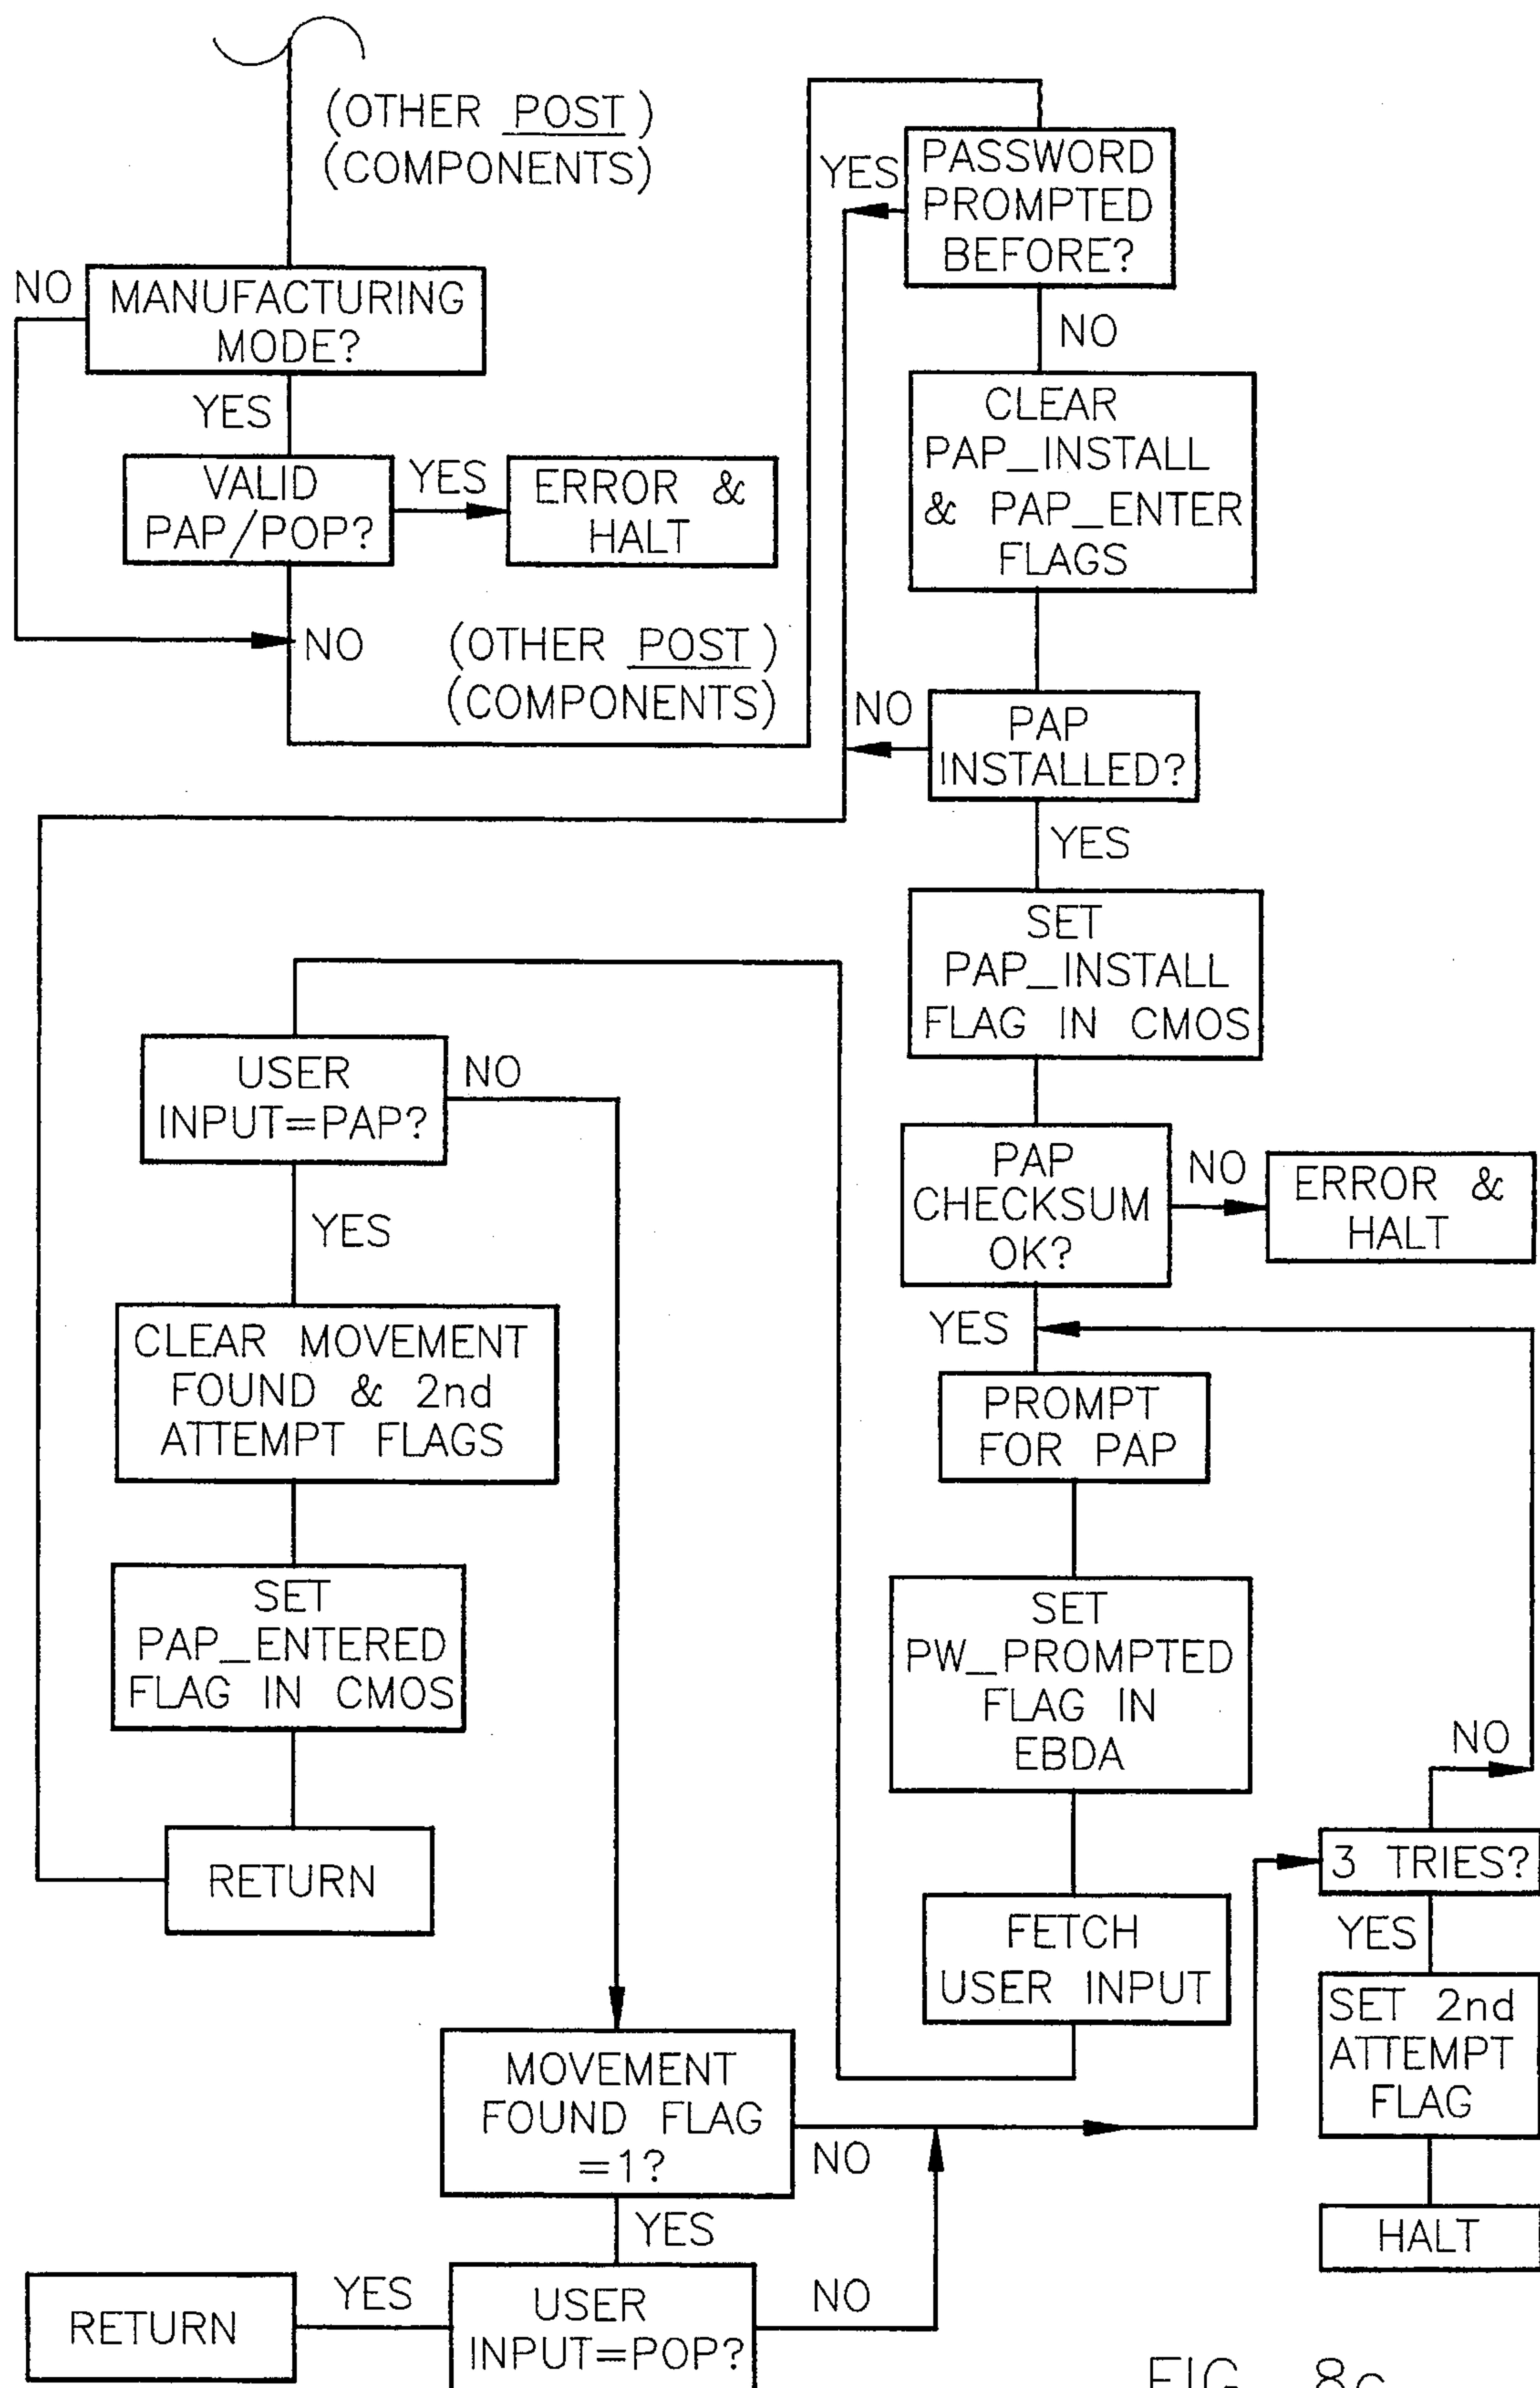 (OTHER POST)
(COMPONENTS)
NO
MANUFACTURING
MODE?
YES
VALID
PAP/POP?
YES
ERROR &
HALT
NO
(OTHER POST)
(COMPONENTS)
YES
PASSWORD
PROMPTED
BEFORE?
NO
CLEAR
PAP_INSTALL
& PAP_ENTER
FLAGS
NO
PAP
INSTALLED?
YES
SET
PAP_INSTALL
FLAG IN CMOS
PAP
CHECKSUM
OK?
NO
ERROR &
HALT
YES
PROMPT
FOR PAP
SET
PW_PROMPTED
FLAG IN
EBDA
FETCH
USER INPUT
USER
INPUT=PAP?
NO
YES
CLEAR MOVEMENT
FOUND & 2nd
ATTEMPT FLAGS
SET
PAP_ENTERED
FLAG IN CMOS
RETURN
MOVEMENT
FOUND FLAG
=1?
NO
YES
USER
INPUT=POP?
YES
NO
RETURN
NO
3 TRIES?
YES
SET 2nd
ATTEMPT
FLAG
HALT
FIG. 8c